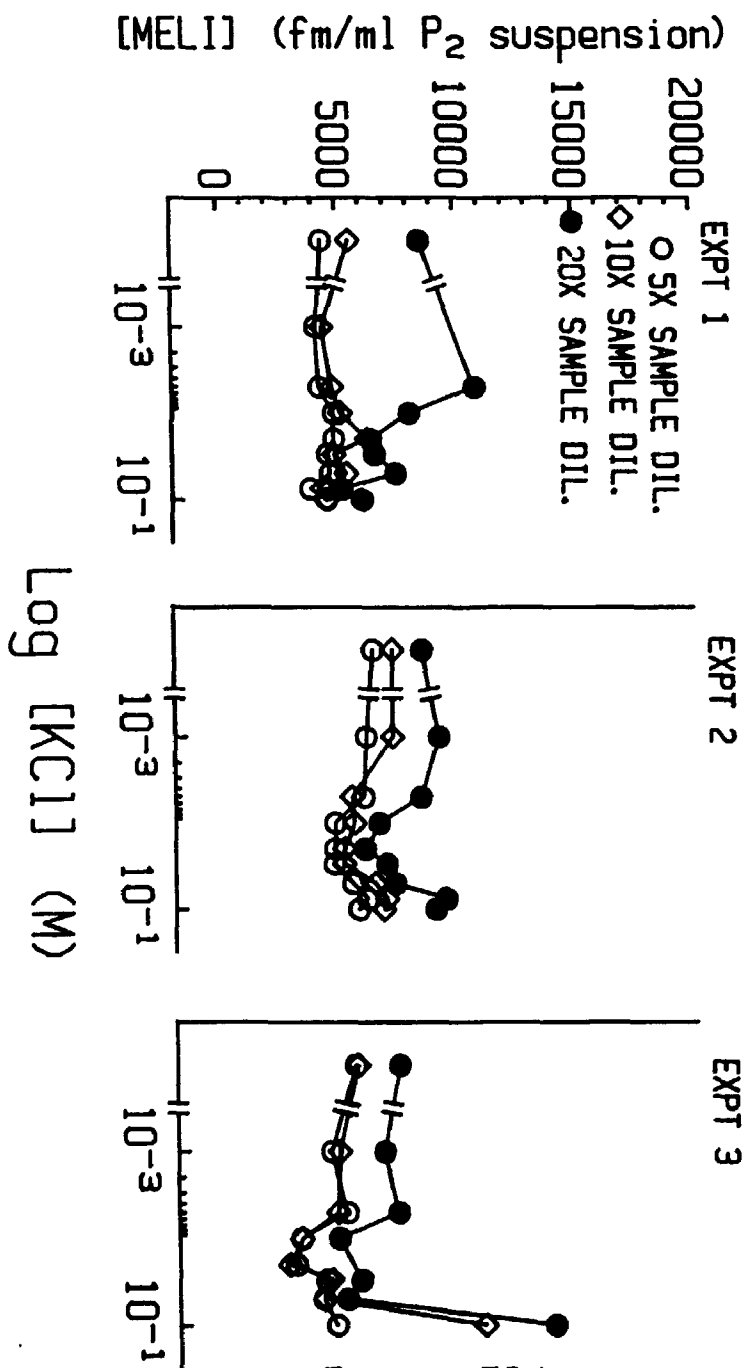 [MELI] (fm/ml P2 suspension)
20000
15000
10000
5000
0
EXPT 1
○ 5X SAMPLE DIL.
◇ 10X SAMPLE DIL.
● 20X SAMPLE DIL.
10-3
10-1
EXPT 2
10-3
10-1
EXPT 3
10-3
10-1
Log [KCl] (M)